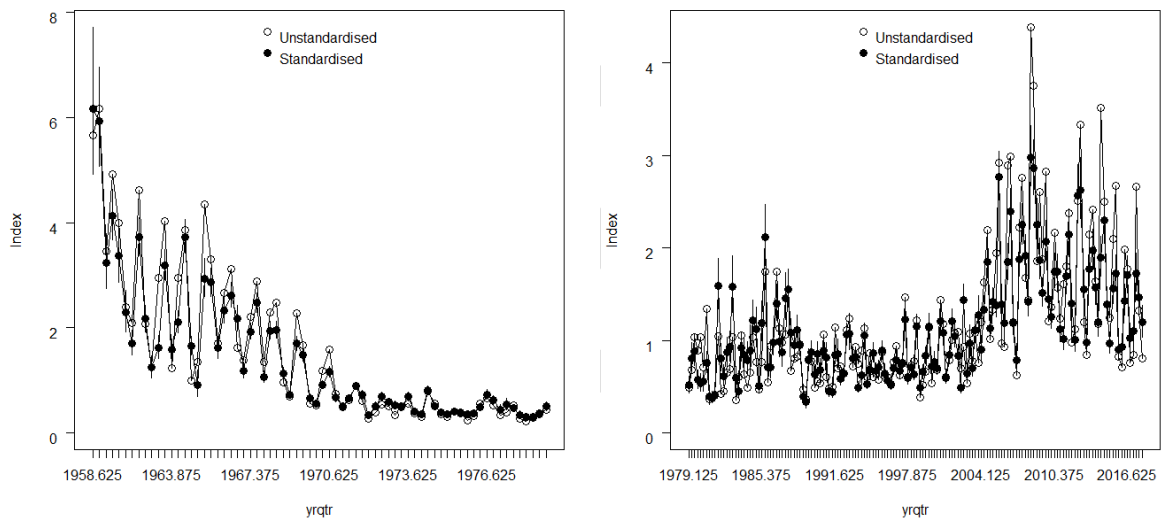 8
6
4
2
0
Index
Unstandardised
Standardised
1958.625 1963.875 1967.375 1970.625 1973.625 1976.625
yrqtr
4
3
2
1
0
Index
Unstandardised
Standardised
1979.125 1985.375 1991.625 1997.875 2004.125 2010.375 2016.625
yrqtr